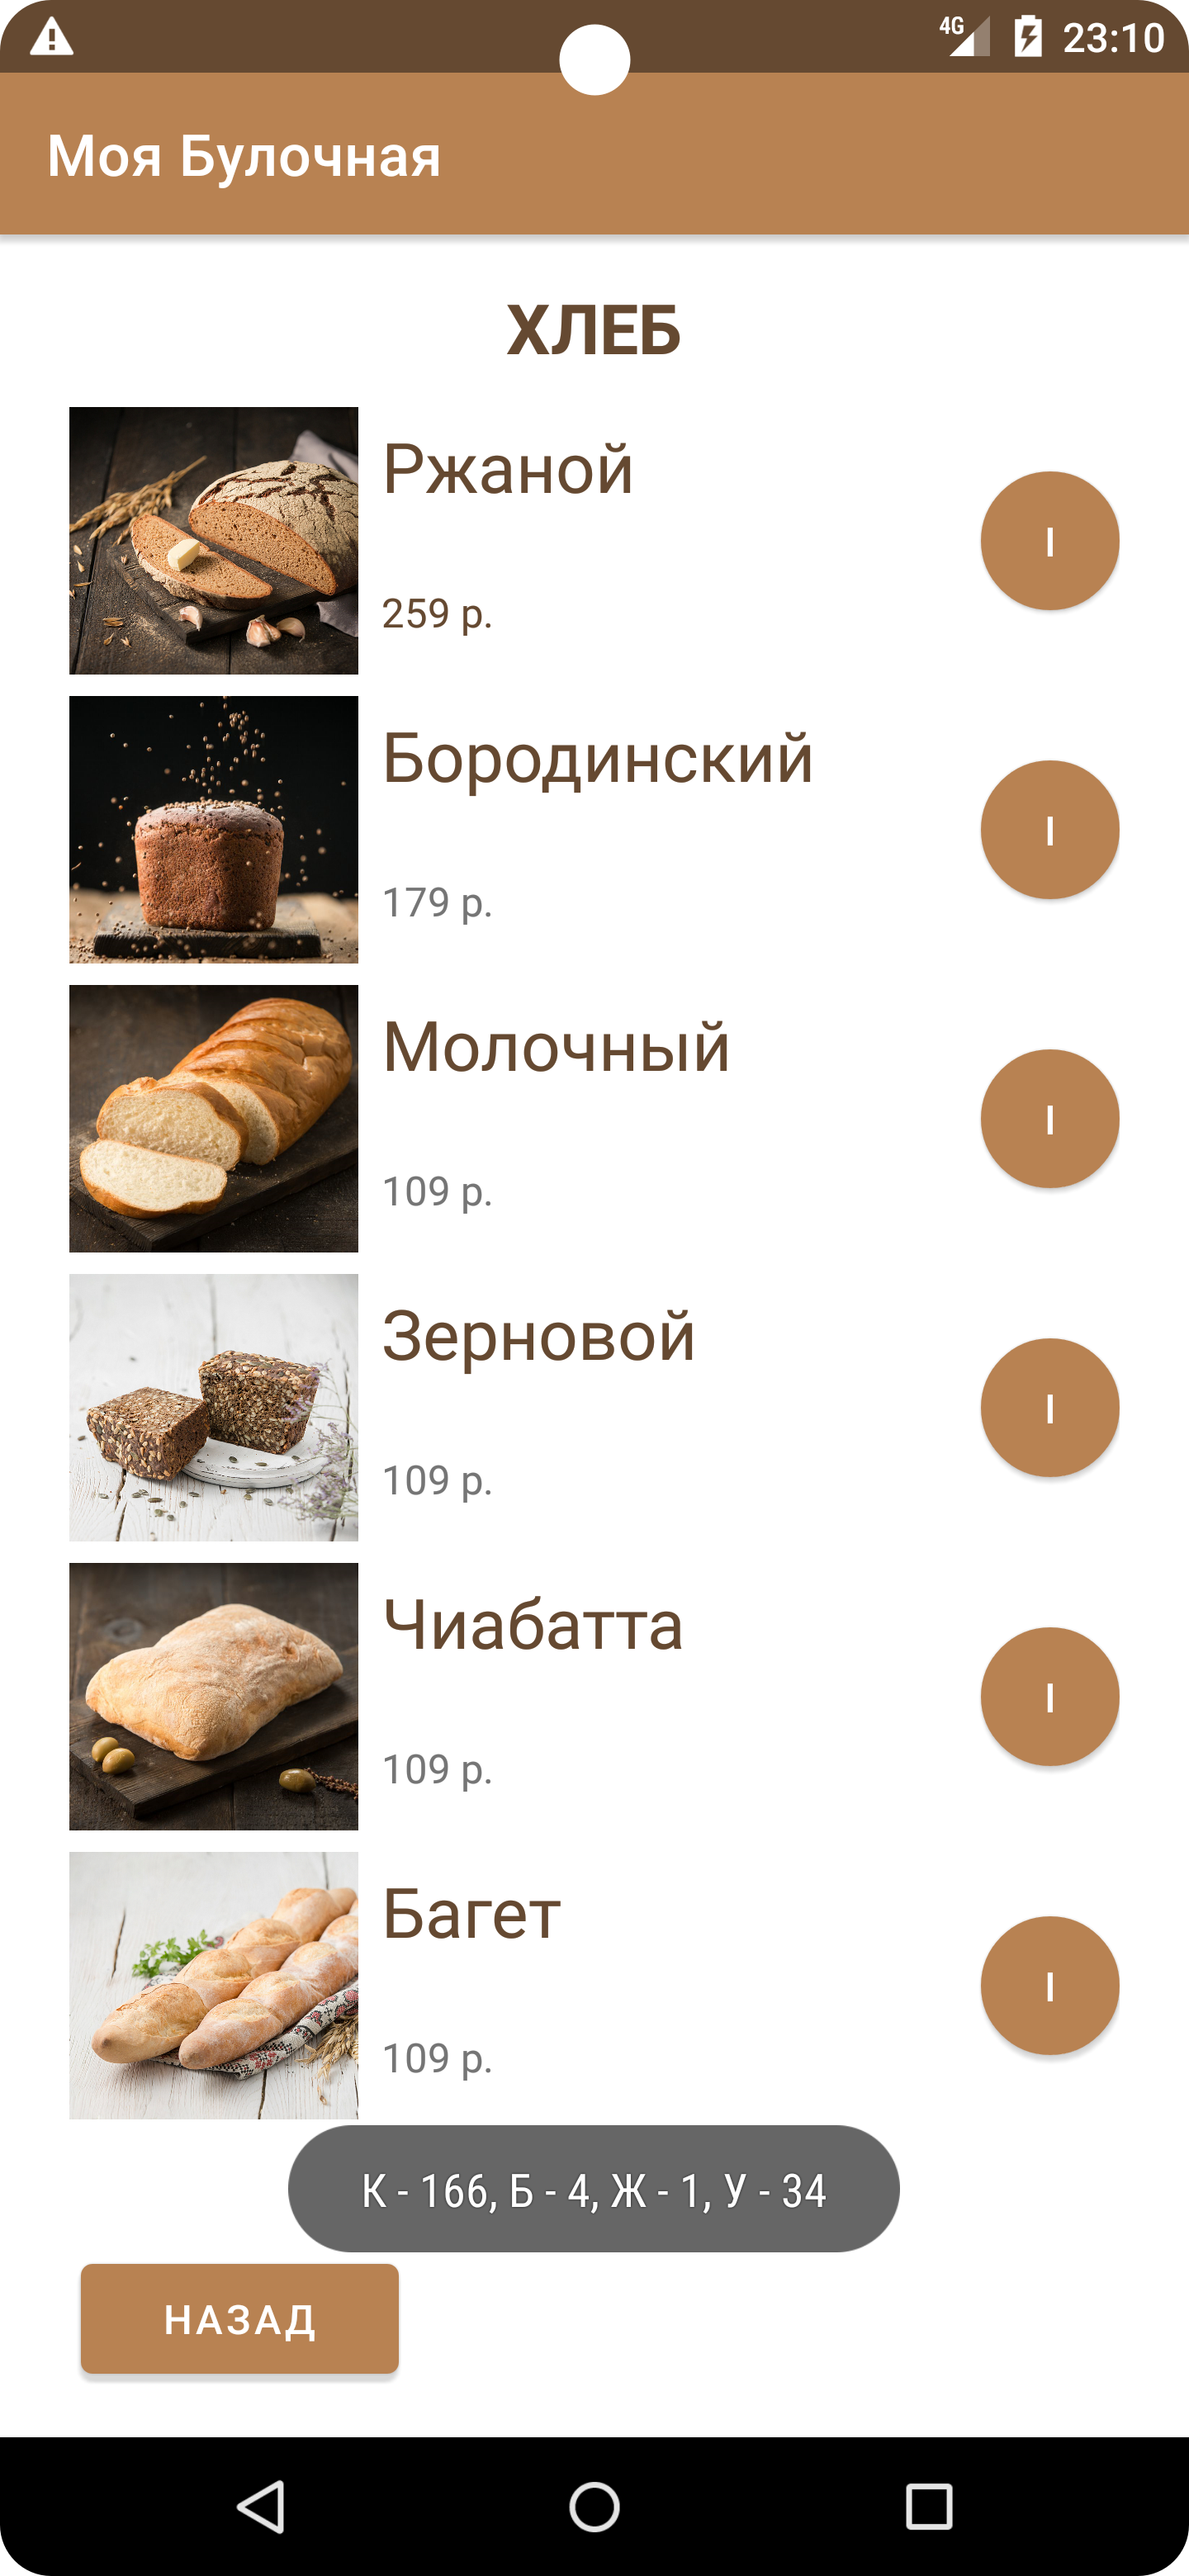 4G 23:10
Моя Булочная
ХЛЕБ
Ржаной
I
259 р.
Бородинский
I
179 р.
Молочный
I
109 р.
Зерновой
I
109 р.
Чиабатта
I
109 р.
Багет
I
109 р.
К - 166, Б - 4, Ж - 1, У - 34
НАЗАД